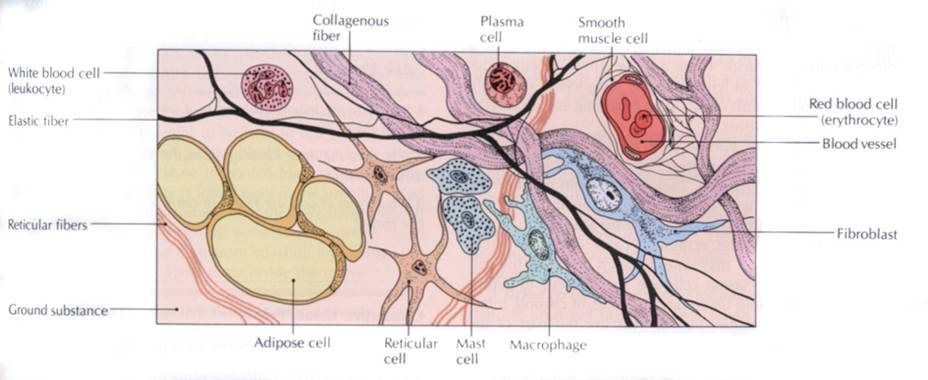 Collagenous
fiber
Plasma
cell
Smooth
muscle cell
White blood cell
(leukocyte)
Elastic fiber
Reticular fibers
Ground substance
Red blood cell
(erythrocyte)
Blood vessel
Fibroblast
Adipose cell
Reticular
cell
Mast
cell
Macrophage